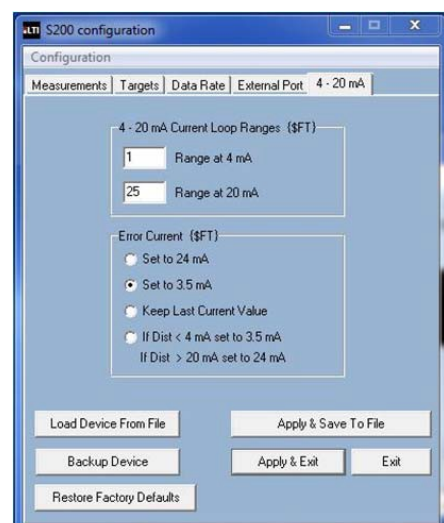 LTI S200 configuration
Configuration
Measurements Targets Data Rate External Port 4 - 20 mA
4 - 20 mA Current Loop Ranges ($FT)
1 Range at 4 mA
25 Range at 20 mA
Error Current ($FT)
Set to 24 mA
Set to 3.5 mA
Keep Last Current Value
If Dist < 4 mA set to 3.5 mA
If Dist > 20 mA set to 24 mA
Load Device From File Apply & Save To File
Backup Device Apply & Exit Exit
Restore Factory Defaults